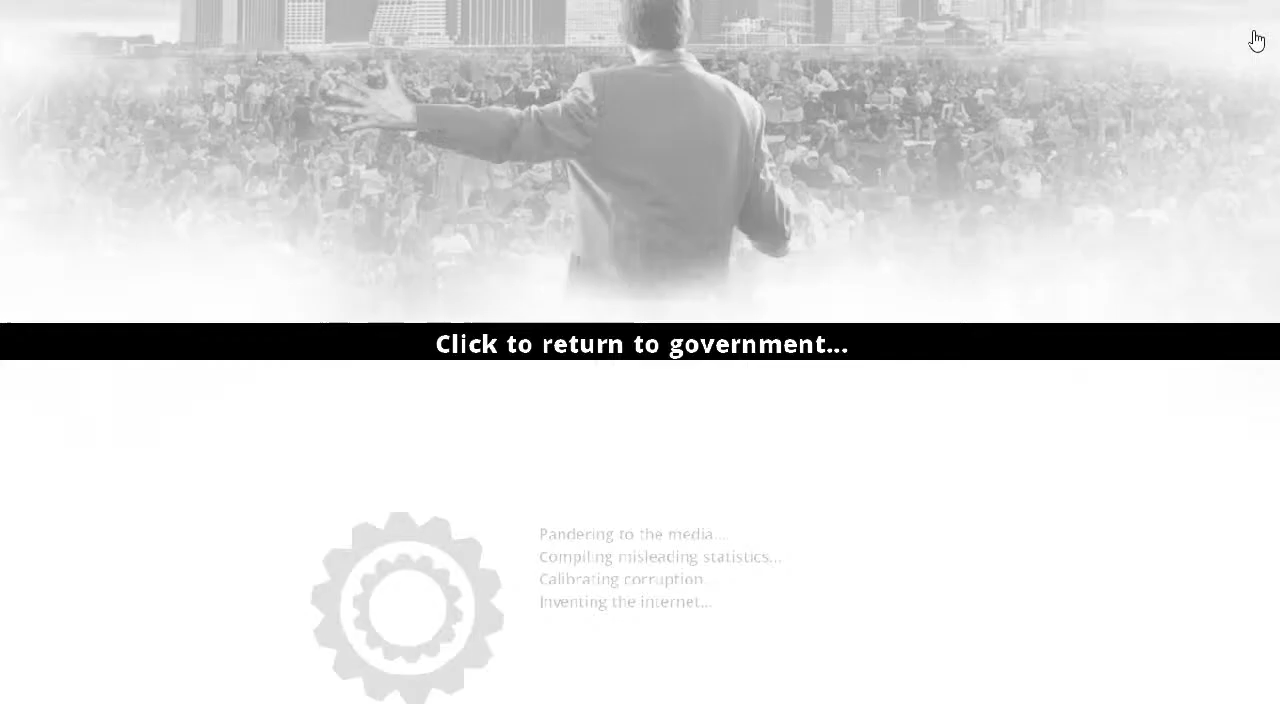 Click to return to government...
Pandering to the media...
Compiling misleading statistics...
Calibrating corruption...
Inventing the internet...